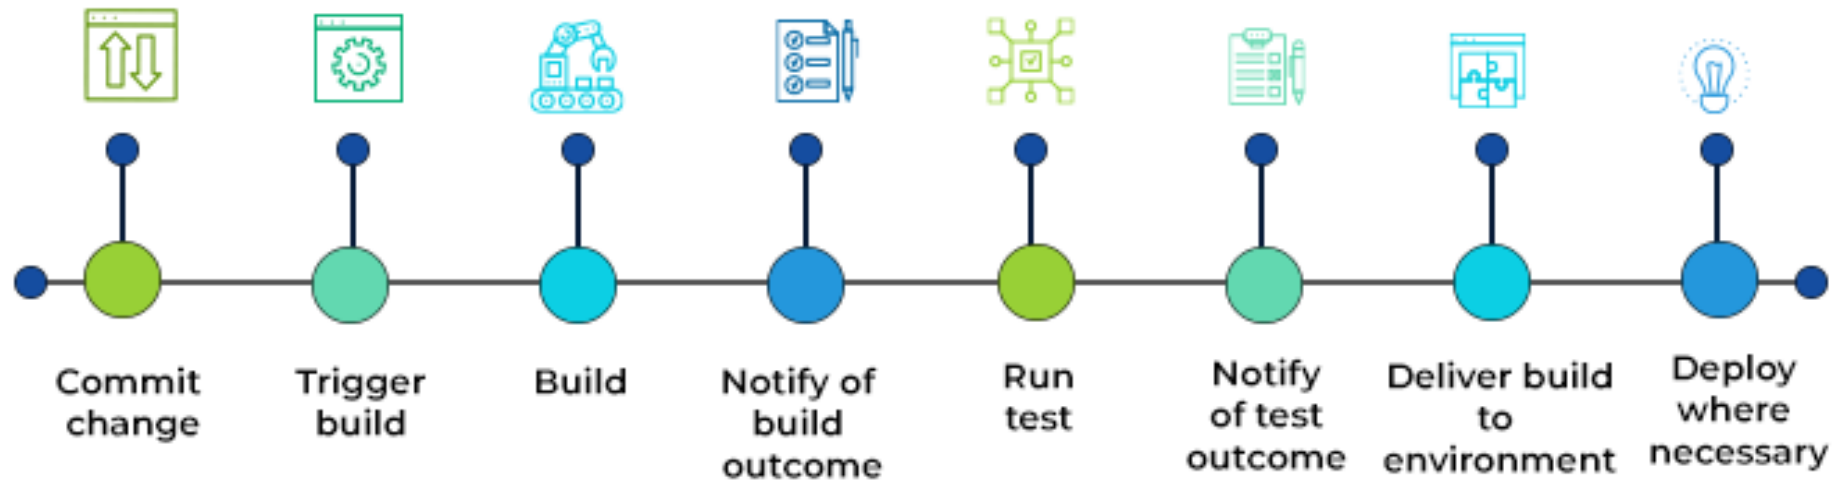 Commit
change
Trigger
build
Build
Notify of
build
outcome
Run
test
Notify
of test
outcome
Deliver build
to
environment
Deploy
where
necessary